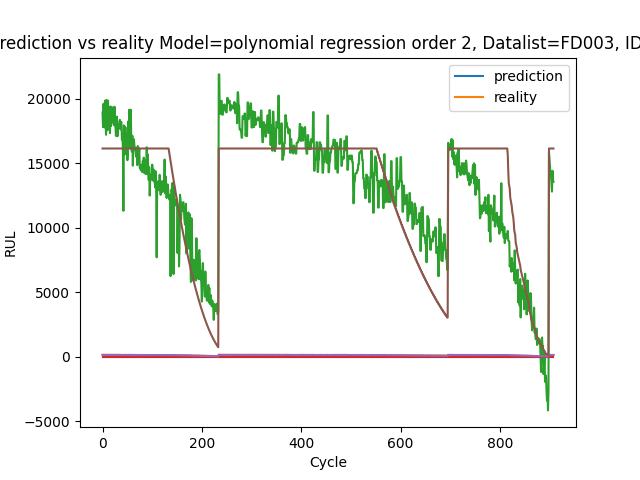 rediction vs reality Model=polynomial regression order 2, Datalist=FD003, ID
prediction
reality
20000
15000
10000
5000
0
−5000
RUL
0 200 400 600 800
Cycle